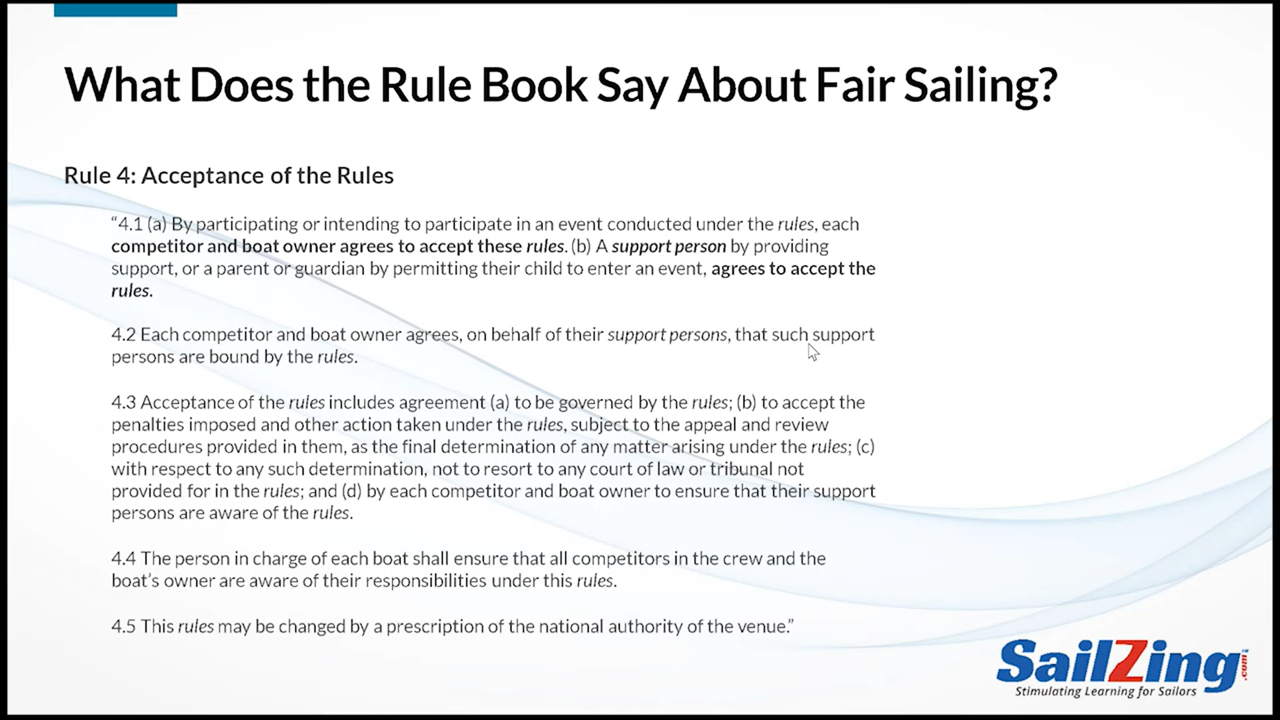 What Does the Rule Book Say About Fair Sailing?
Rule 4: Acceptance of the Rules
“4.1 (a) By participating or intending to participate in an event conducted under the rules, each
competitor and boat owner agrees to accept these rules. (b) A support person by providing
support, or a parent or guardian by permitting their child to enter an event, agrees to accept the
rules.
4.2 Each competitor and boat owner agrees, on behalf of their support persons, that such support
persons are bound by the rules.
4.3 Acceptance of the rules includes agreement (a) to be governed by the rules; (b) to accept the
penalties imposed and other action taken under the rules, subject to the appeal and review
procedures provided in them, as the final determination of any matter arising under the rules; (c)
with respect to any such determination, not to resort to any court of law or tribunal not
provided for in the rules; and (d) by each competitor and boat owner to ensure that their support
persons are aware of the rules.
4.4 The person in charge of each boat shall ensure that all competitors in the crew and the
boat’s owner are aware of their responsibilities under this rules.
4.5 This rules may be changed by a prescription of the national authority of the venue.”
SailZing.com™
Stimulating Learning for Sailors